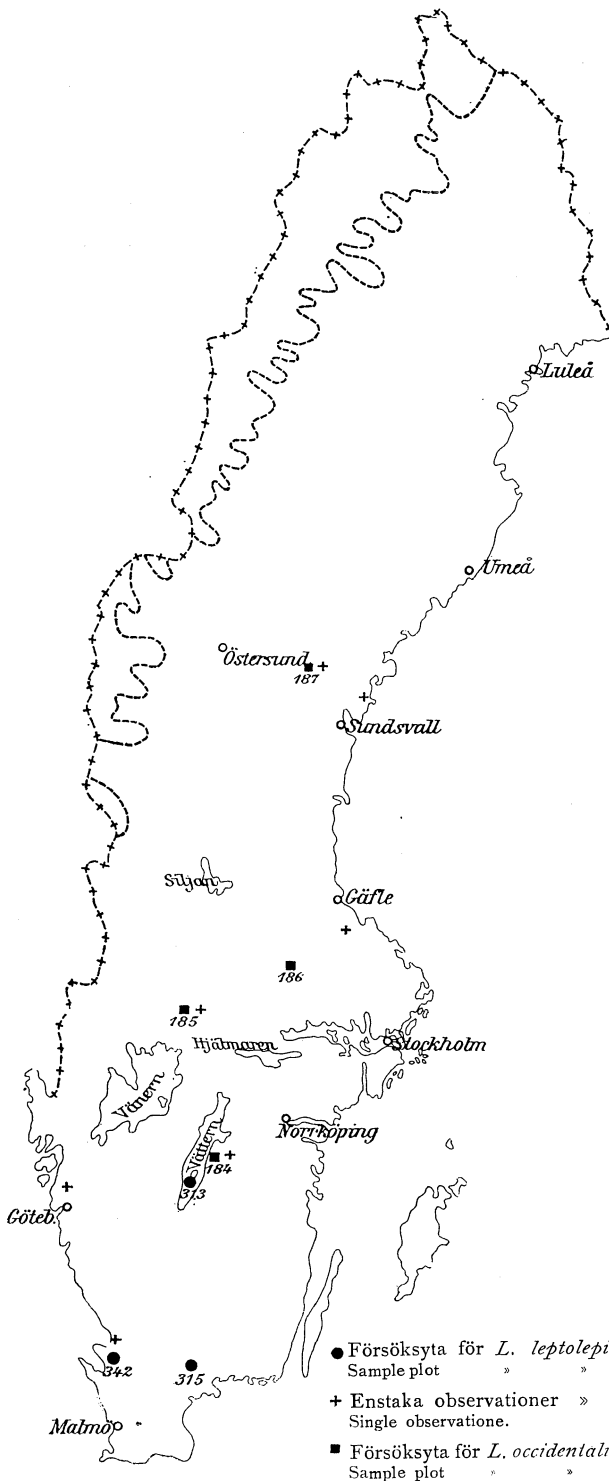 Luleå
Umeå
Östersund
187
Sundsvall
Siljan
Gäfle
186
185
Hjälmaren
Stockholm
Vänern
Norrköping
Vättern
184
313
Göteb.
342
315
Malmö
● Försöksyta för L. leptolepi
Sample plot » »
+ Enstaka observationer »
Single observatione.
■ Försöksyta för L. occidental
Sample plot » »